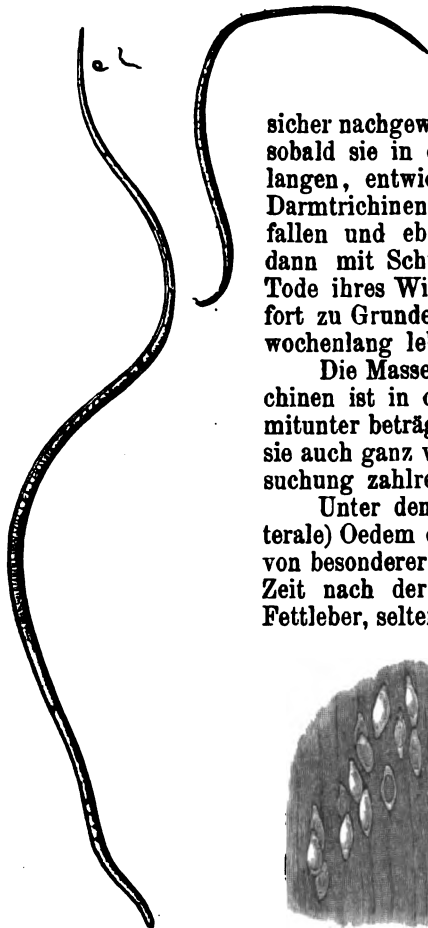 sicher nachgew
sobald sie in
langen, entwic
Darmtrichinen
fallen und eb
dann mit Sch
Tode ihres Wi
fort zu Grunde
wochenlang le
Die Masse
chinen ist in
mitunter beträg
sie auch ganz v
suchung zahlre
Unter den
terale) Oedem
von besonderer
Zeit nach der
Fettleber, selte